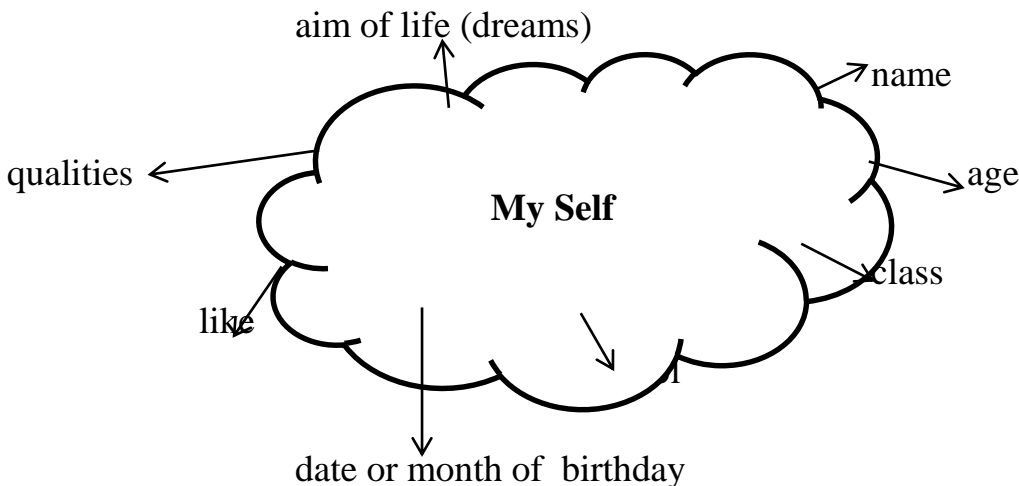 aim of life (dreams)
name
qualities
age
My Self
class
like
date or month of birthday